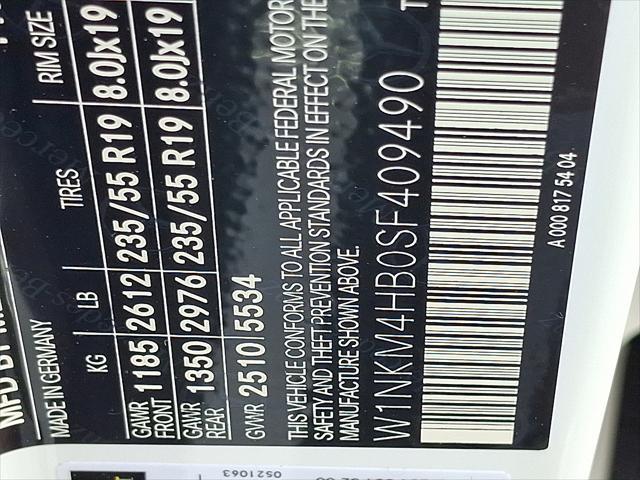 MFD BY
MADE IN GERMANY
KG LB TIRES RIM SIZE
GAWR FRONT 1185 2612 235/55 R19 8.0Jx19
GAWR REAR 1350 2976 235/55 R19 8.0Jx19
GVWR 2510 5534
THIS VEHICLE CONFORMS TO ALL APPLICABLE FEDERAL MOTOR
SAFETY AND THEFT PREVENTION STANDARDS IN EFFECT ON THE
MANUFACTURE SHOWN ABOVE.
W1NKM4HB0SF409490
A 000 817 54 04
0521063